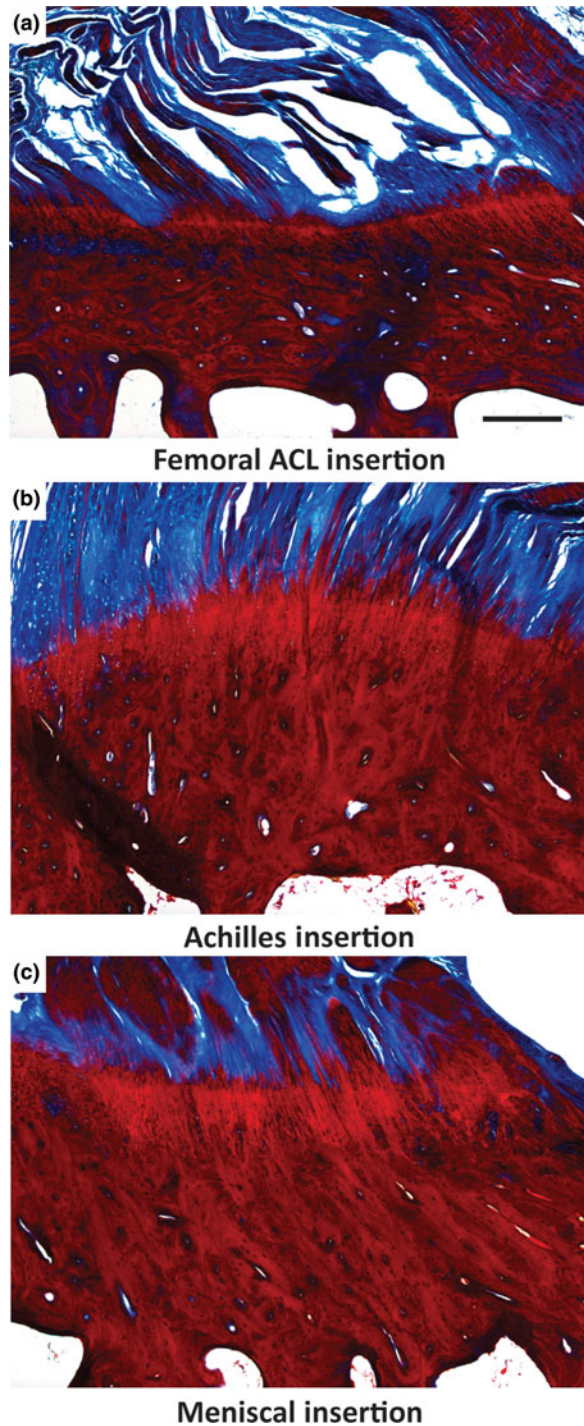 (a)
Femoral ACL insertion
(b)
Achilles insertion
(c)
Meniscal insertion